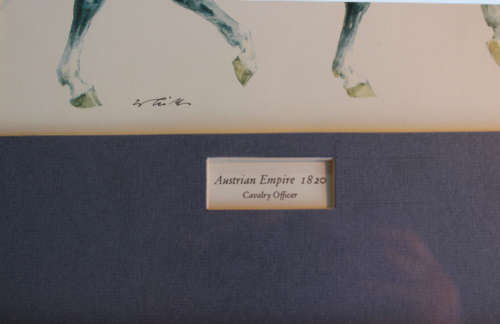 Austrian Empire 1820
Cavalry Officer